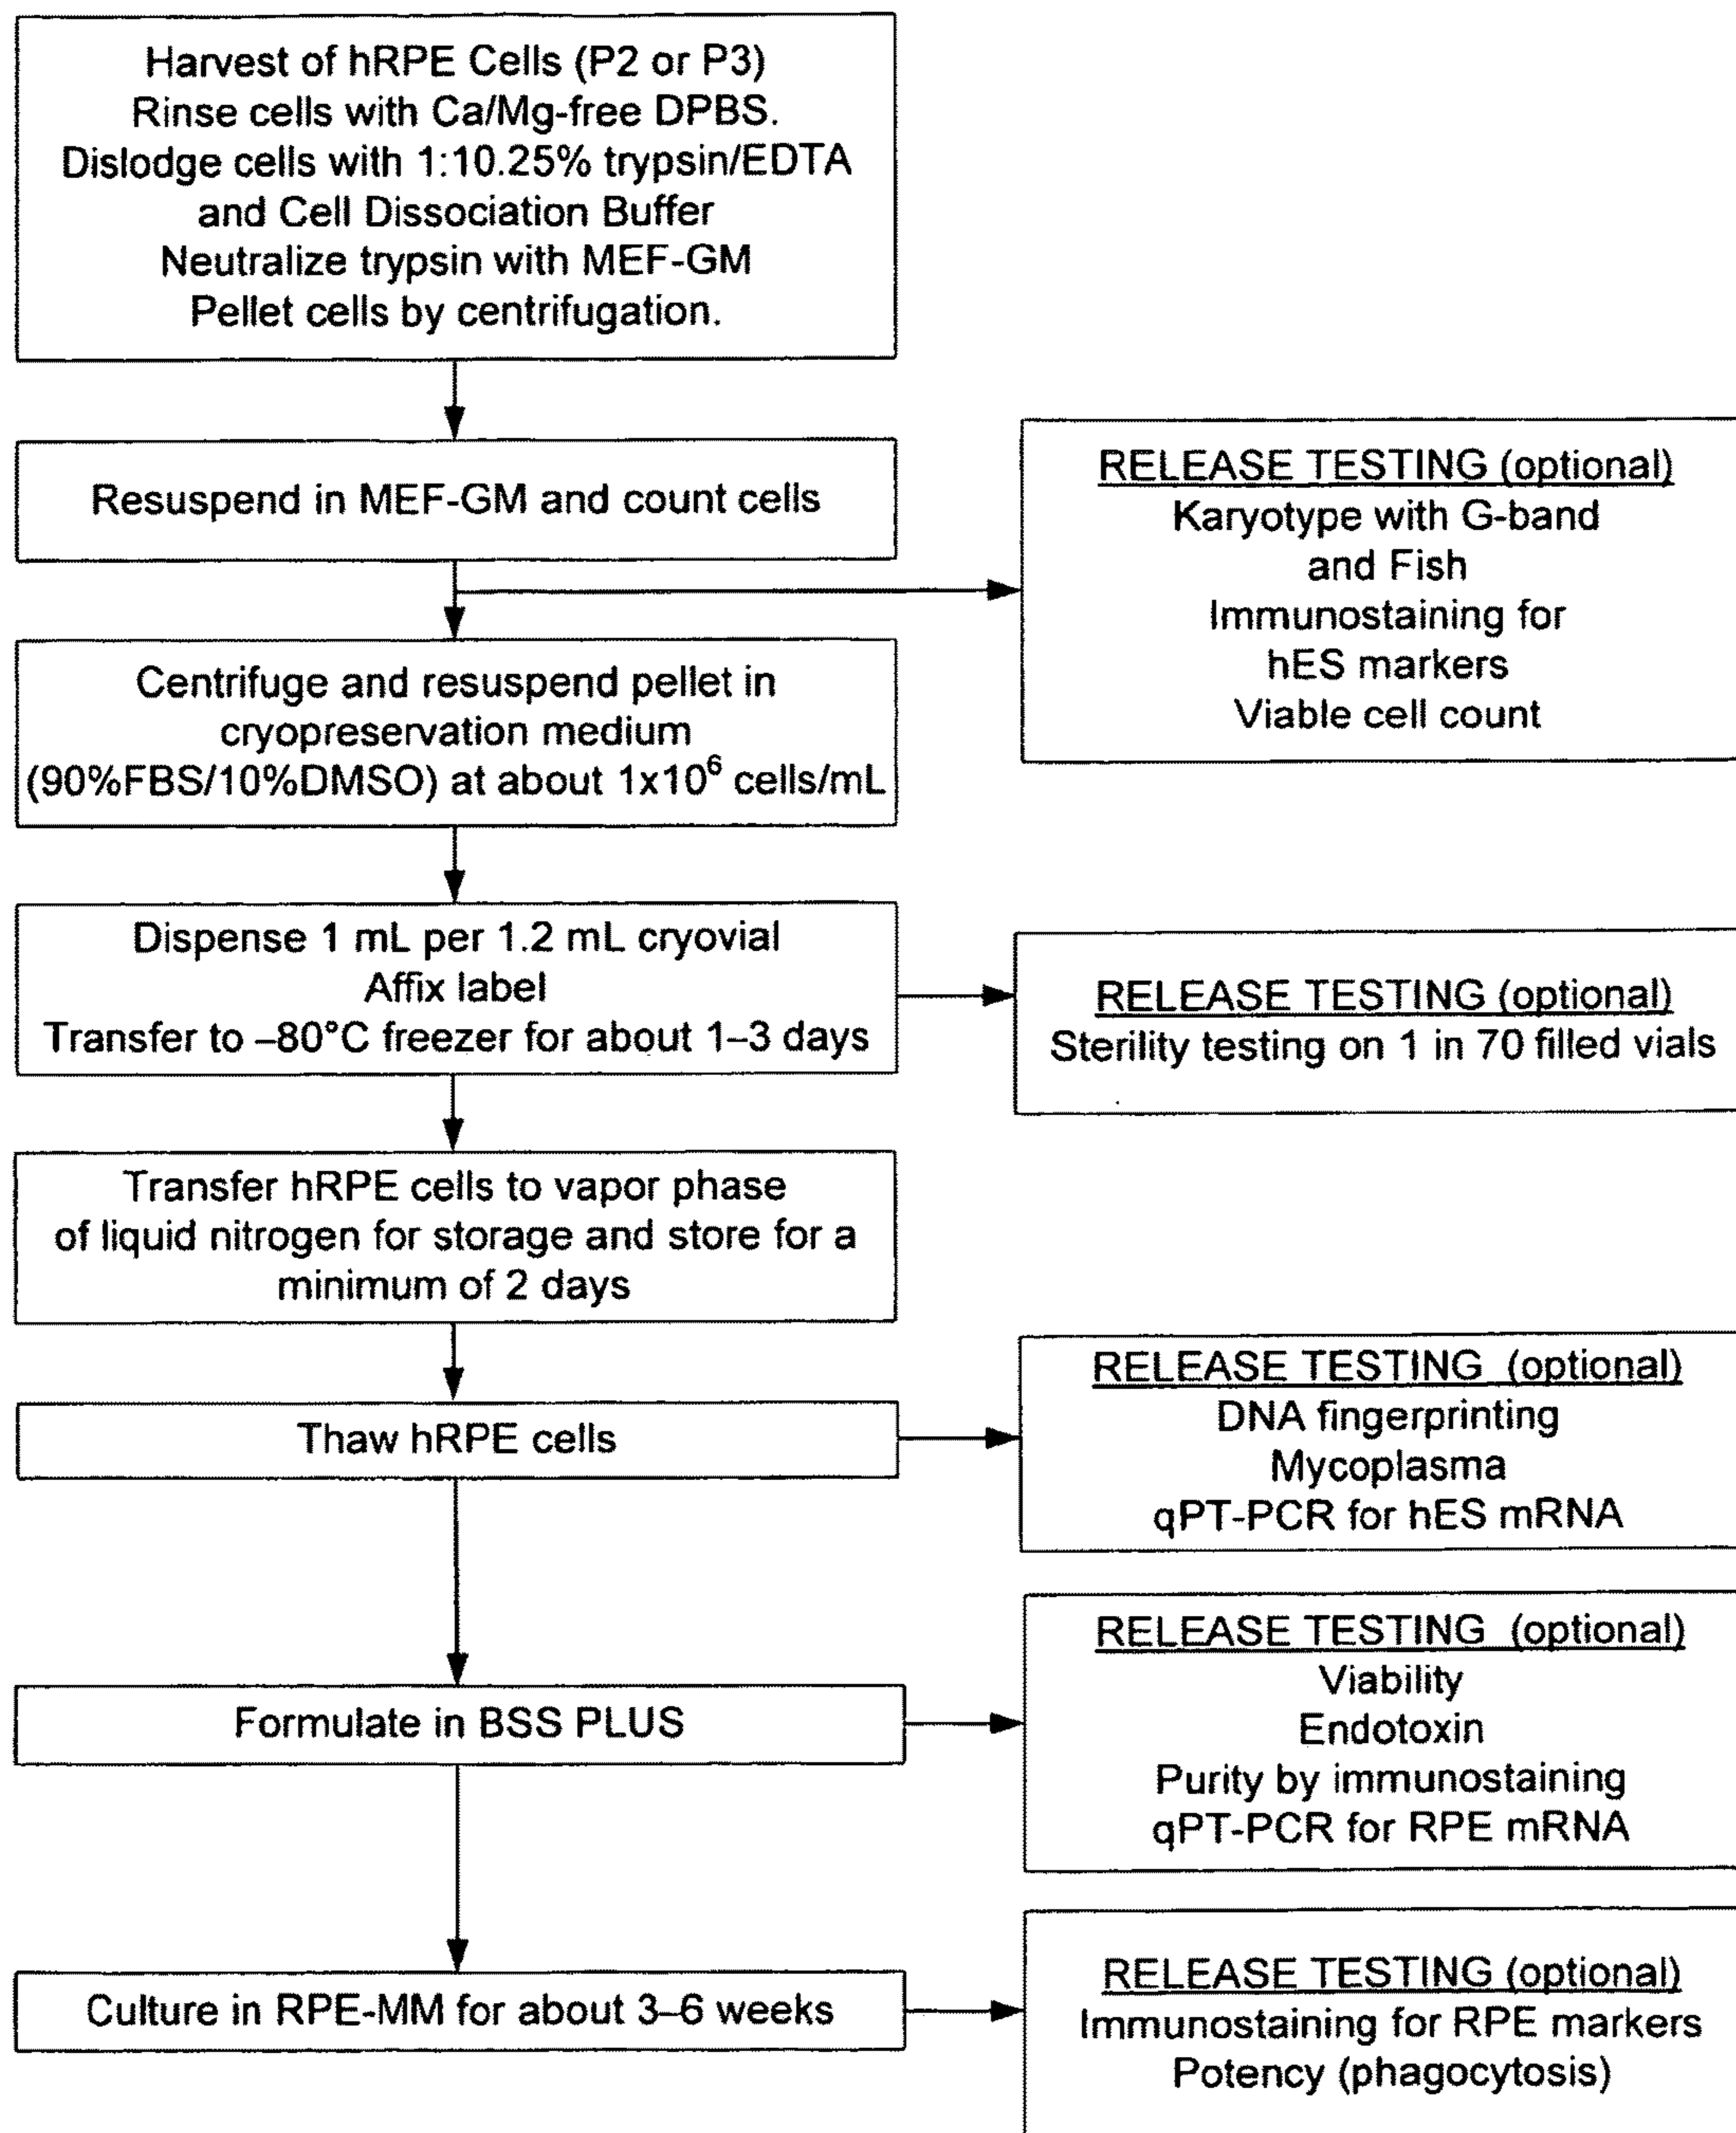 Harvest of hRPE Cells (P2 or P3)
Rinse cells with Ca/Mg-free DPBS.
Dislodge cells with 1:10.25% trypsin/EDTA
and Cell Dissociation Buffer
Neutralize trypsin with MEF-GM
Pellet cells by centrifugation.
Resuspend in MEF-GM and count cells
RELEASE TESTING (optional)
Karyotype with G-band
and Fish
Immunostaining for
hES markers
Viable cell count
Centrifuge and resuspend pellet in
cryopreservation medium
(90%FBS/10%DMSO) at about 1x10⁶ cells/mL
Dispense 1 mL per 1.2 mL cryovial
Affix label
Transfer to –80°C freezer for about 1–3 days
RELEASE TESTING (optional)
Sterility testing on 1 in 70 filled vials
Transfer hRPE cells to vapor phase
of liquid nitrogen for storage and store for a
minimum of 2 days
Thaw hRPE cells
RELEASE TESTING (optional)
DNA fingerprinting
Mycoplasma
qPT-PCR for hES mRNA
Formulate in BSS PLUS
RELEASE TESTING (optional)
Viability
Endotoxin
Purity by immunostaining
qPT-PCR for RPE mRNA
Culture in RPE-MM for about 3–6 weeks
RELEASE TESTING (optional)
Immunostaining for RPE markers
Potency (phagocytosis)